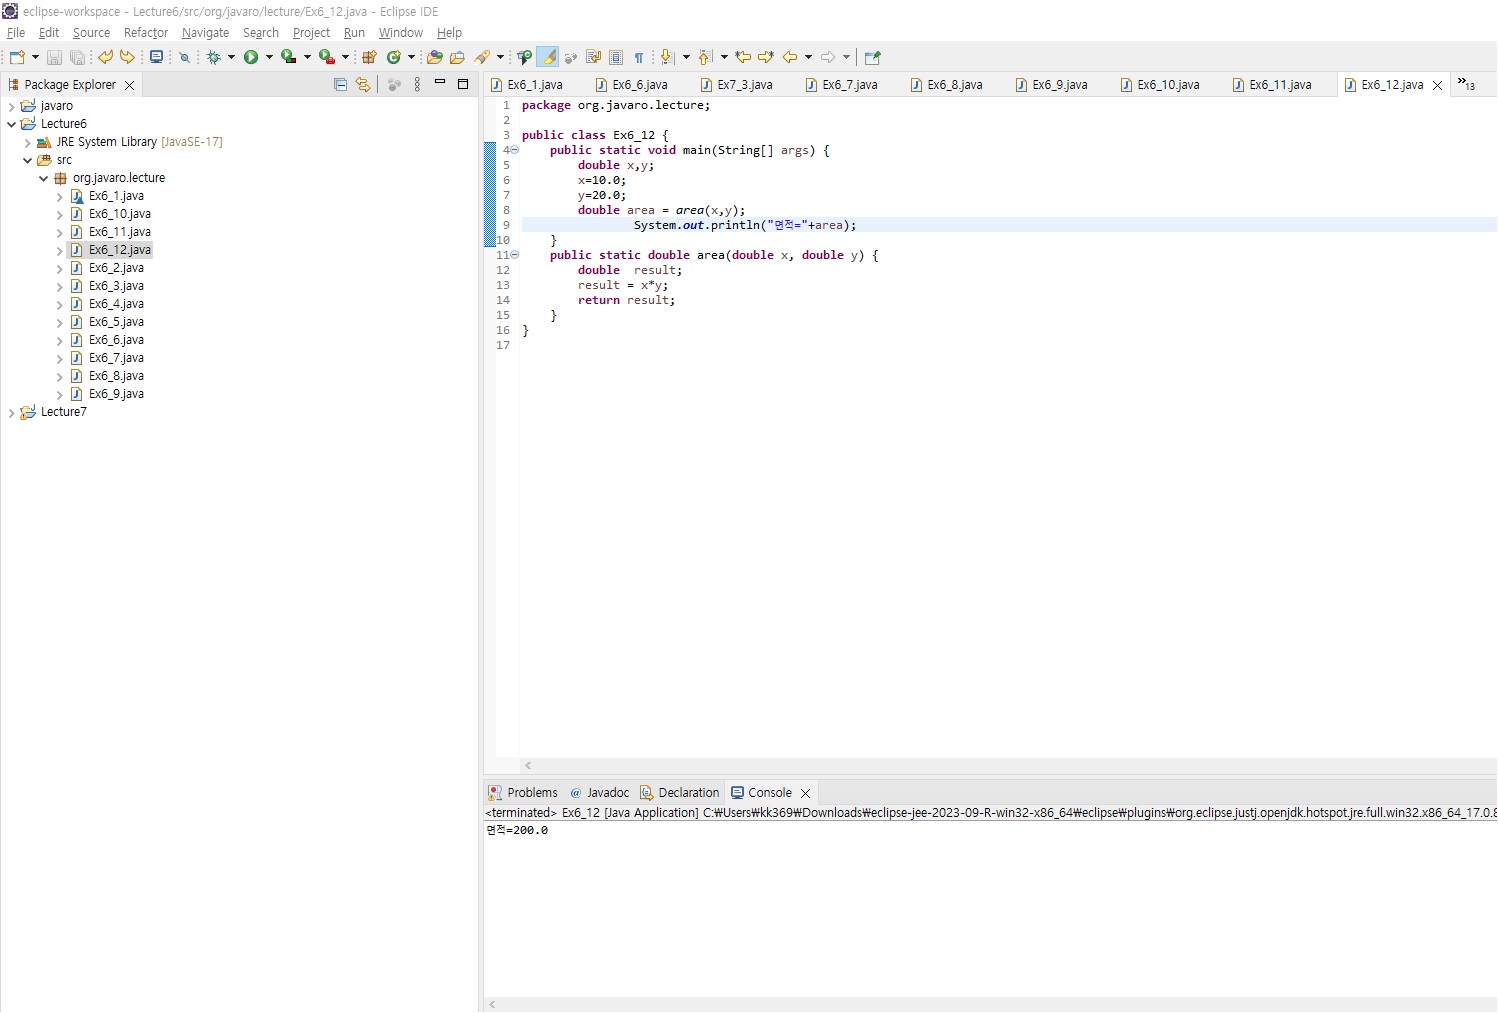 eclipse-workspace - Lecture6/src/org/javaro/lecture/Ex6_12.java - Eclipse IDE
File Edit Source Refactor Navigate Search Project Run Window Help
Package Explorer
javaro
Lecture6
JRE System Library [JavaSE-17]
src
org.javaro.lecture
Ex6_1.java
Ex6_10.java
Ex6_11.java
Ex6_12.java
Ex6_2.java
Ex6_3.java
Ex6_4.java
Ex6_5.java
Ex6_6.java
Ex6_7.java
Ex6_8.java
Ex6_9.java
Lecture7
Ex6_1.java Ex6_6.java Ex7_3.java Ex6_7.java Ex6_8.java Ex6_9.java Ex6_10.java Ex6_11.java Ex6_12.java »13
1 package org.javaro.lecture;
2
3 public class Ex6_12 {
4 public static void main(String[] args) {
5 double x,y;
6 x=10.0;
7 y=20.0;
8 double area = area(x,y);
9 System.out.println("면적="+area);
10 }
11 public static double area(double x, double y) {
12 double  result;
13 result = x*y;
14 return result;
15 }
16 }
17
Problems @ Javadoc Declaration Console
<terminated> Ex6_12 [Java Application] C:₩Users₩kk369₩Downloads₩eclipse-jee-2023-09-R-win32-x86_64₩eclipse₩plugins₩org.eclipse.justj.openjdk.hotspot.jre.full.win32.x86_64_17.0.8
면적=200.0